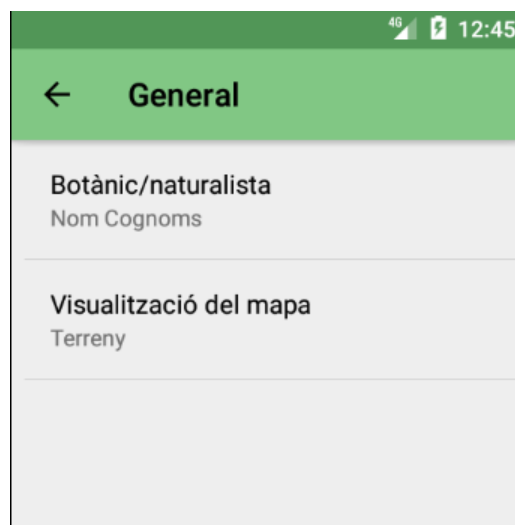 4G 12:45
General
Botànic/naturalista
Nom Cognoms
Visualització del mapa
Terreny